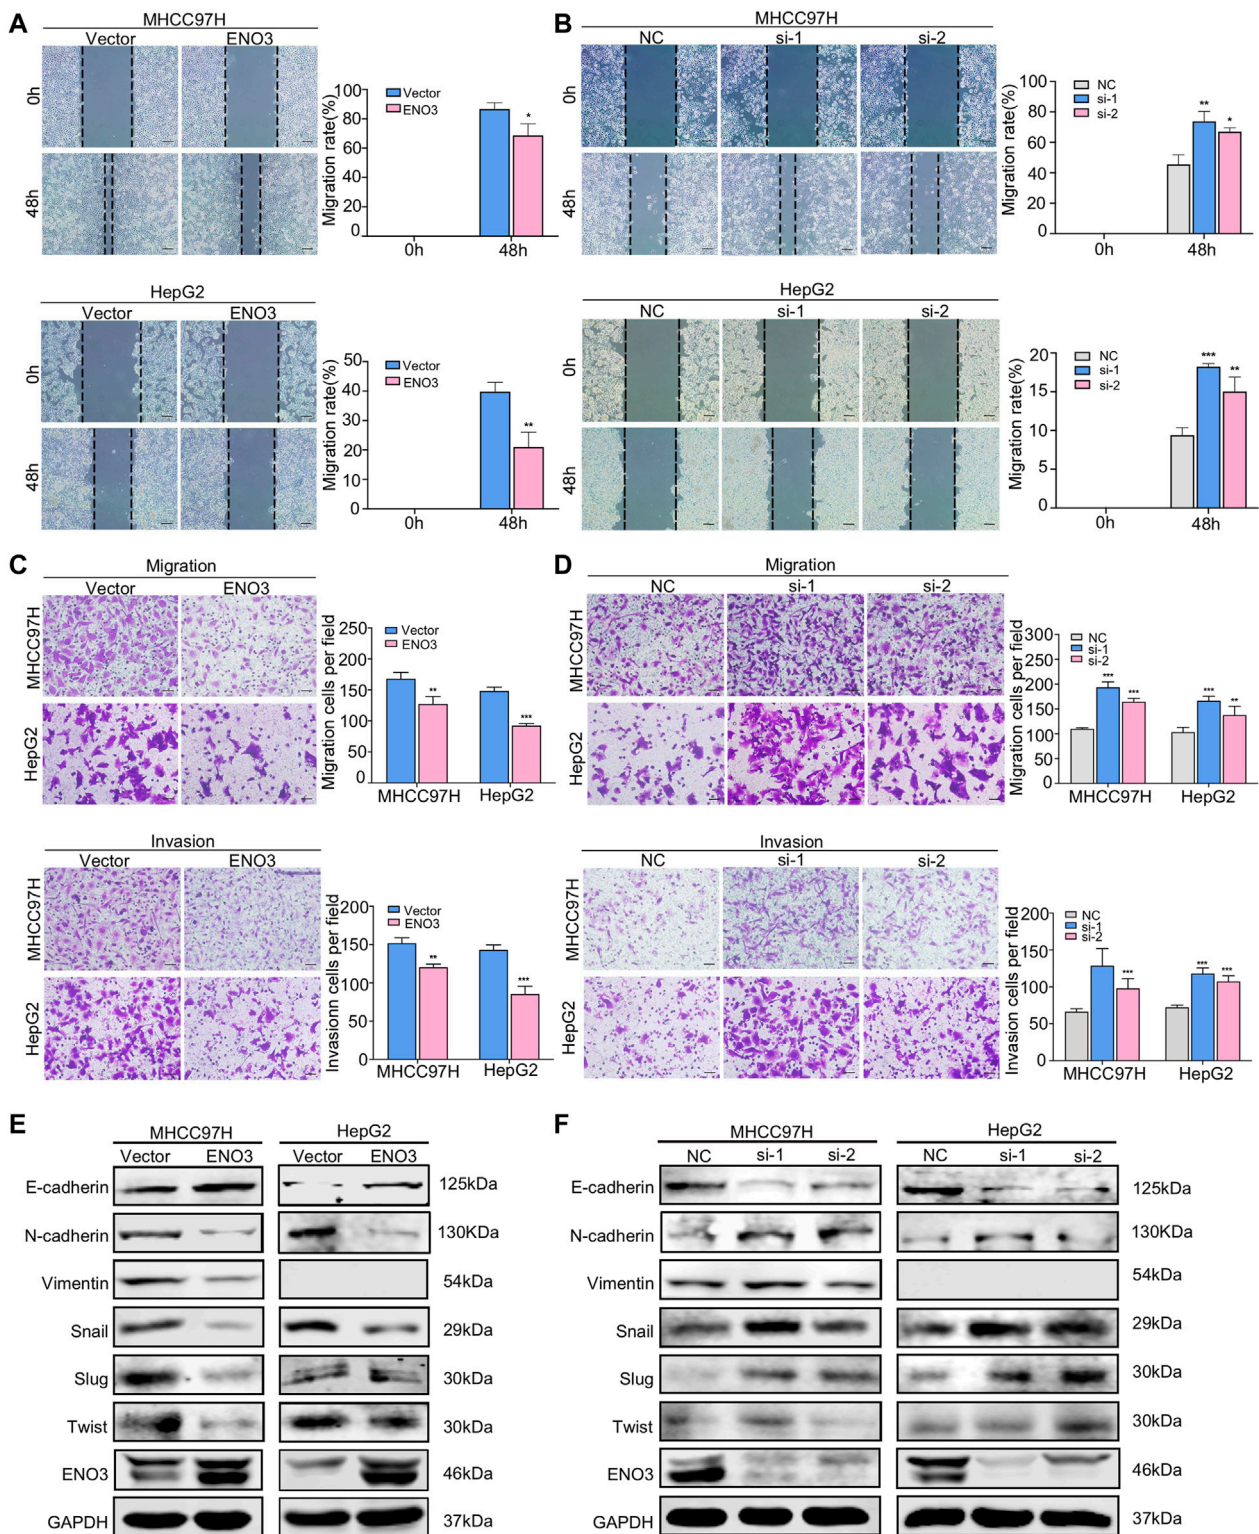 A
MHCC97H
Vector ENO3
0h
48h
Migration rate(%)
100
80
60
40
20
0
Vector
ENO3
*
0h 48h
HepG2
Vector ENO3
0h
48h
Migration rate(%)
50
40
30
20
10
0
Vector
ENO3
**
0h 48h
B
MHCC97H
NC si-1 si-2
0h
48h
Migration rate(%)
100
80
60
40
20
0
NC
si-1
si-2
** *
0h 48h
HepG2
NC si-1 si-2
0h
48h
Migration rate(%)
20
15
10
5
0
NC
si-1
si-2
*** **
0h 48h
C
Migration
Vector ENO3
MHCC97H
HepG2
Migration cells per field
250
200
150
100
50
0
Vector
ENO3
** ***
MHCC97H HepG2
Invasion
Vector ENO3
MHCC97H
HepG2
Invasionn cells per field
200
150
100
50
0
Vector
ENO3
** ***
MHCC97H HepG2
D
Migration
NC si-1 si-2
MHCC97H
HepG2
Migration cells per field
300
250
200
150
100
50
0
NC
si-1
si-2
*** *** *** **
MHCC97H HepG2
Invasion
NC si-1 si-2
MHCC97H
HepG2
Invasion cells per field
200
150
100
50
0
NC
si-1
si-2
*** *** ***
MHCC97H HepG2
E
MHCC97H HepG2
Vector ENO3 Vector ENO3
E-cadherin 125kDa
N-cadherin 130KDa
Vimentin 54kDa
Snail 29kDa
Slug 30kDa
Twist 30kDa
ENO3 46kDa
GAPDH 37kDa
F
MHCC97H HepG2
NC si-1 si-2 NC si-1 si-2
E-cadherin 125kDa
N-cadherin 130KDa
Vimentin 54kDa
Snail 29kDa
Slug 30kDa
Twist 30kDa
ENO3 46kDa
GAPDH 37kDa